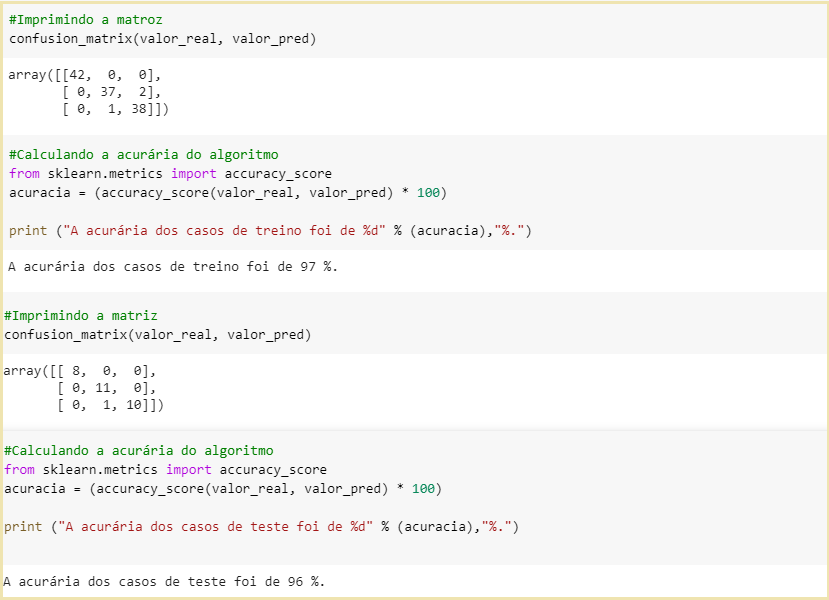 #Imprimindo a matroz
confusion_matrix(valor_real, valor_pred)
array([[42,  0,  0],
       [ 0, 37,  2],
       [ 0,  1, 38]])
#Calculando a acurária do algoritmo
from sklearn.metrics import accuracy_score
acuracia = (accuracy_score(valor_real, valor_pred) * 100)
print ("A acurária dos casos de treino foi de %d" % (acuracia),"%.")
A acurária dos casos de treino foi de 97 %.
#Imprimindo a matriz
confusion_matrix(valor_real, valor_pred)
array([[ 8,  0,  0],
       [ 0, 11,  0],
       [ 0,  1, 10]])
#Calculando a acurária do algoritmo
from sklearn.metrics import accuracy_score
acuracia = (accuracy_score(valor_real, valor_pred) * 100)
print ("A acurária dos casos de teste foi de %d" % (acuracia),"%.")
A acurária dos casos de teste foi de 96 %.